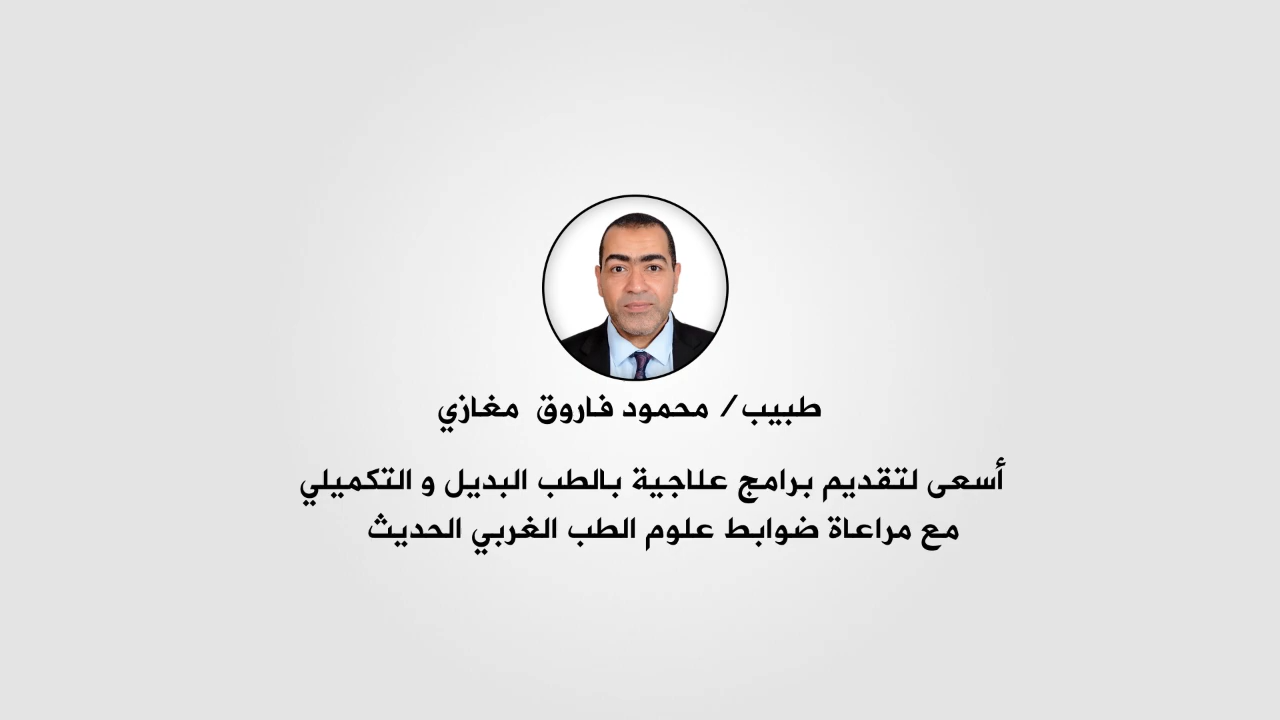 طبيب/ محمود فاروق مغازي
أسعى لتقديم برامج علاجية بالطب البديل و التكميلي
مع مراعاة ضوابط علوم الطب الغربي الحديث